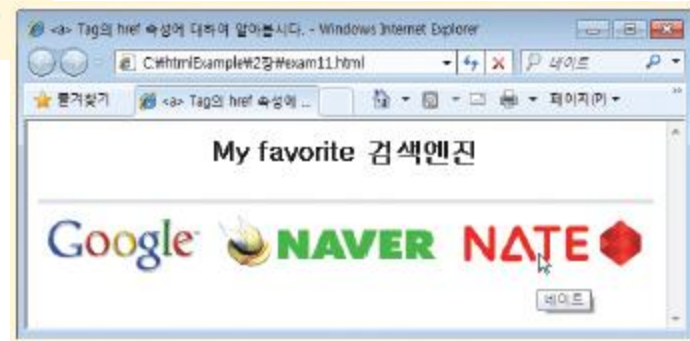 <a> Tag의 href 속성에 대하여 알아봅시다. - Windows Internet Explorer
C:₩htmlExample₩2장₩exam11.html
네이트
즐겨찾기
<a> Tag의 href 속성에 ...
페이지(P)
My favorite 검색엔진
Google NAVER NATE
네이트